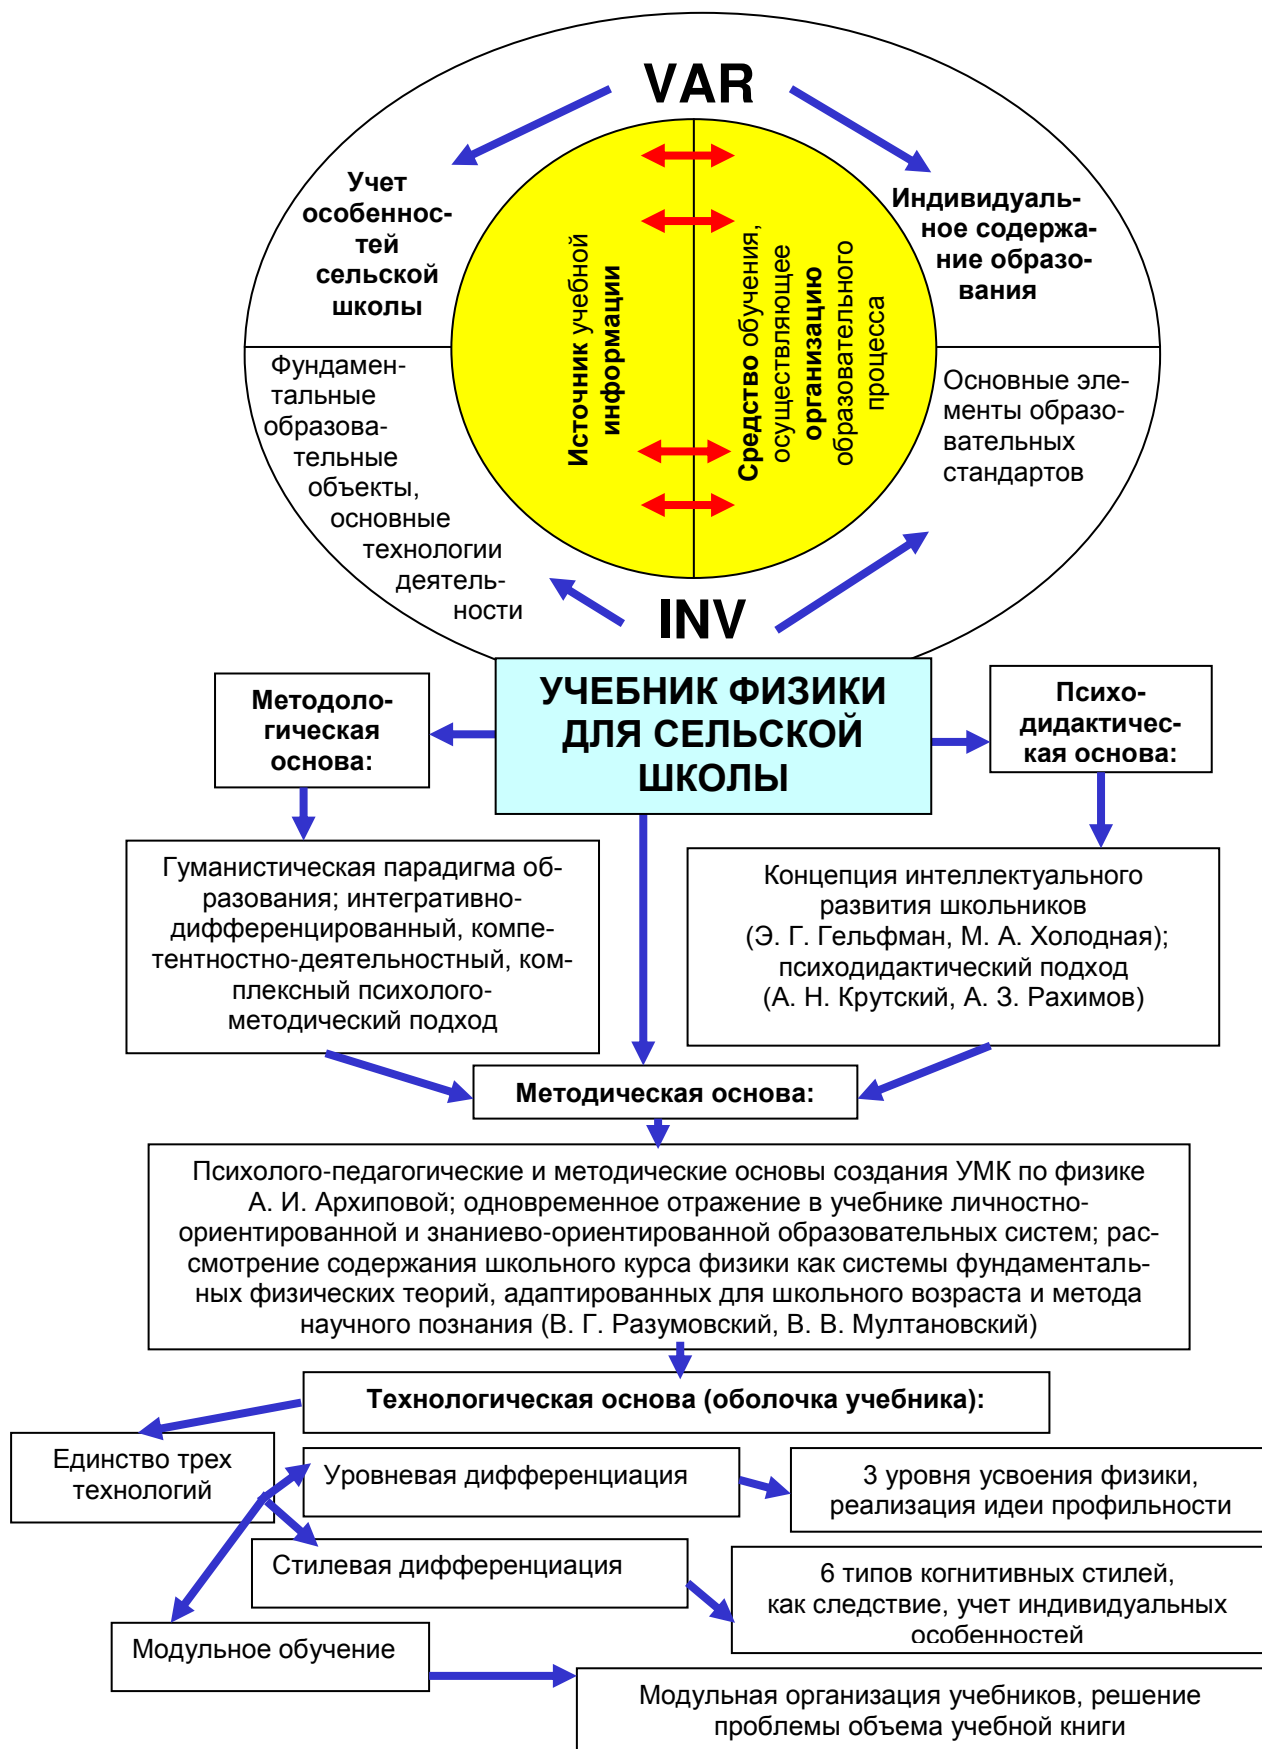 VAR
Учет
особеннос-
тей
сельской
школы
Индивидуаль-
ное содержа-
ние образо-
вания
Источник учебной
информации
Средство обучения,
осуществляющее
организацию
образовательного
процесса
Фундамен-
тальные
образова-
тельные
объекты,
основные
технологии
деятель-
ности
Основные эле-
менты образо-
вательных
стандартов
INV
УЧЕБНИК ФИЗИКИ
ДЛЯ СЕЛЬСКОЙ
ШКОЛЫ
Методоло-
гическая
основа:
Психо-
дидактичес-
кая основа:
Гуманистическая парадигма об-
разования; интегративно-
дифференцированный, компе-
тентностно-деятельностный, ком-
плексный психолого-
методический подход
Концепция интеллектуального
развития школьников
(Э. Г. Гельфман, М. А. Холодная);
психодидактический подход
(А. Н. Крутский, А. З. Рахимов)
Методическая основа:
Психолого-педагогические и методические основы создания УМК по физике
А. И. Архиповой; одновременное отражение в учебнике личностно-
ориентированной и знаниево-ориентированной образовательных систем; рас-
смотрение содержания школьного курса физики как системы фундаменталь-
ных физических теорий, адаптированных для школьного возраста и метода
научного познания (В. Г. Разумовский, В. В. Мултановский)
Технологическая основа (оболочка учебника):
Единство трех
технологий
Уровневая дифференциация
3 уровня усвоения физики,
реализация идеи профильности
Стилевая дифференциация
6 типов когнитивных стилей,
как следствие, учет индивидуальных
особенностей
Модульное обучение
Модульная организация учебников, решение
проблемы объема учебной книги